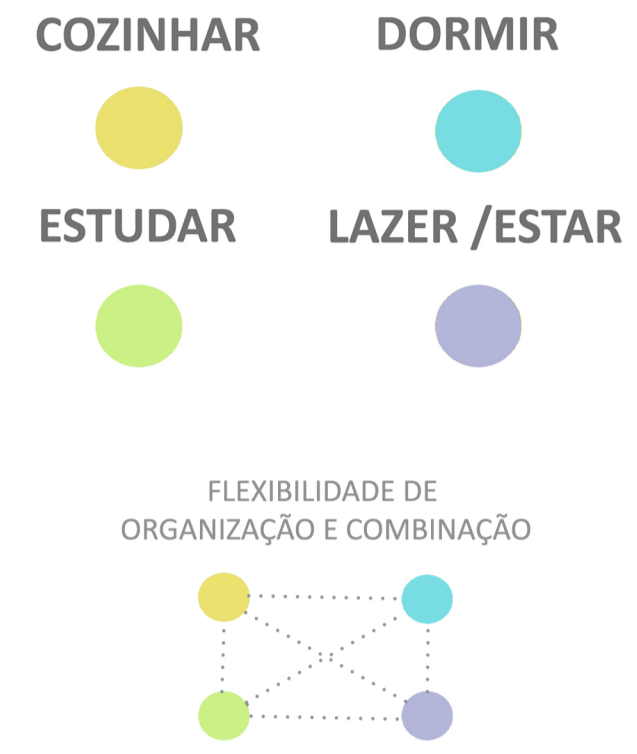 COZINHAR
DORMIR
ESTUDAR
LAZER /ESTAR
FLEXIBILIDADE DE
ORGANIZAÇÃO E COMBINAÇÃO